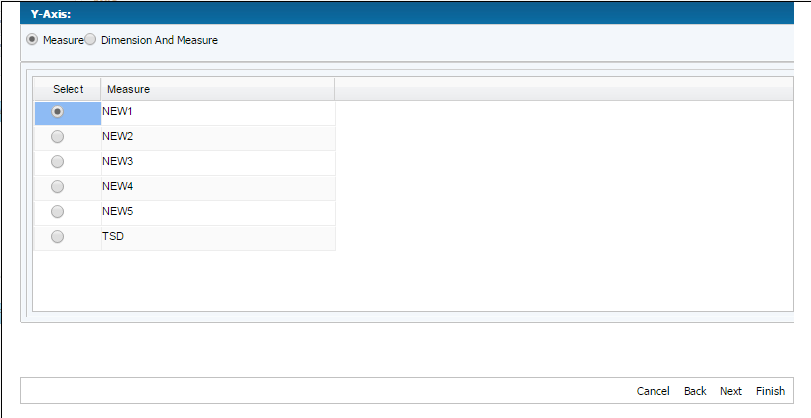 Y-Axis:
Measure Dimension And Measure
Select Measure
NEW1
NEW2
NEW3
NEW4
NEW5
TSD
Cancel Back Next Finish